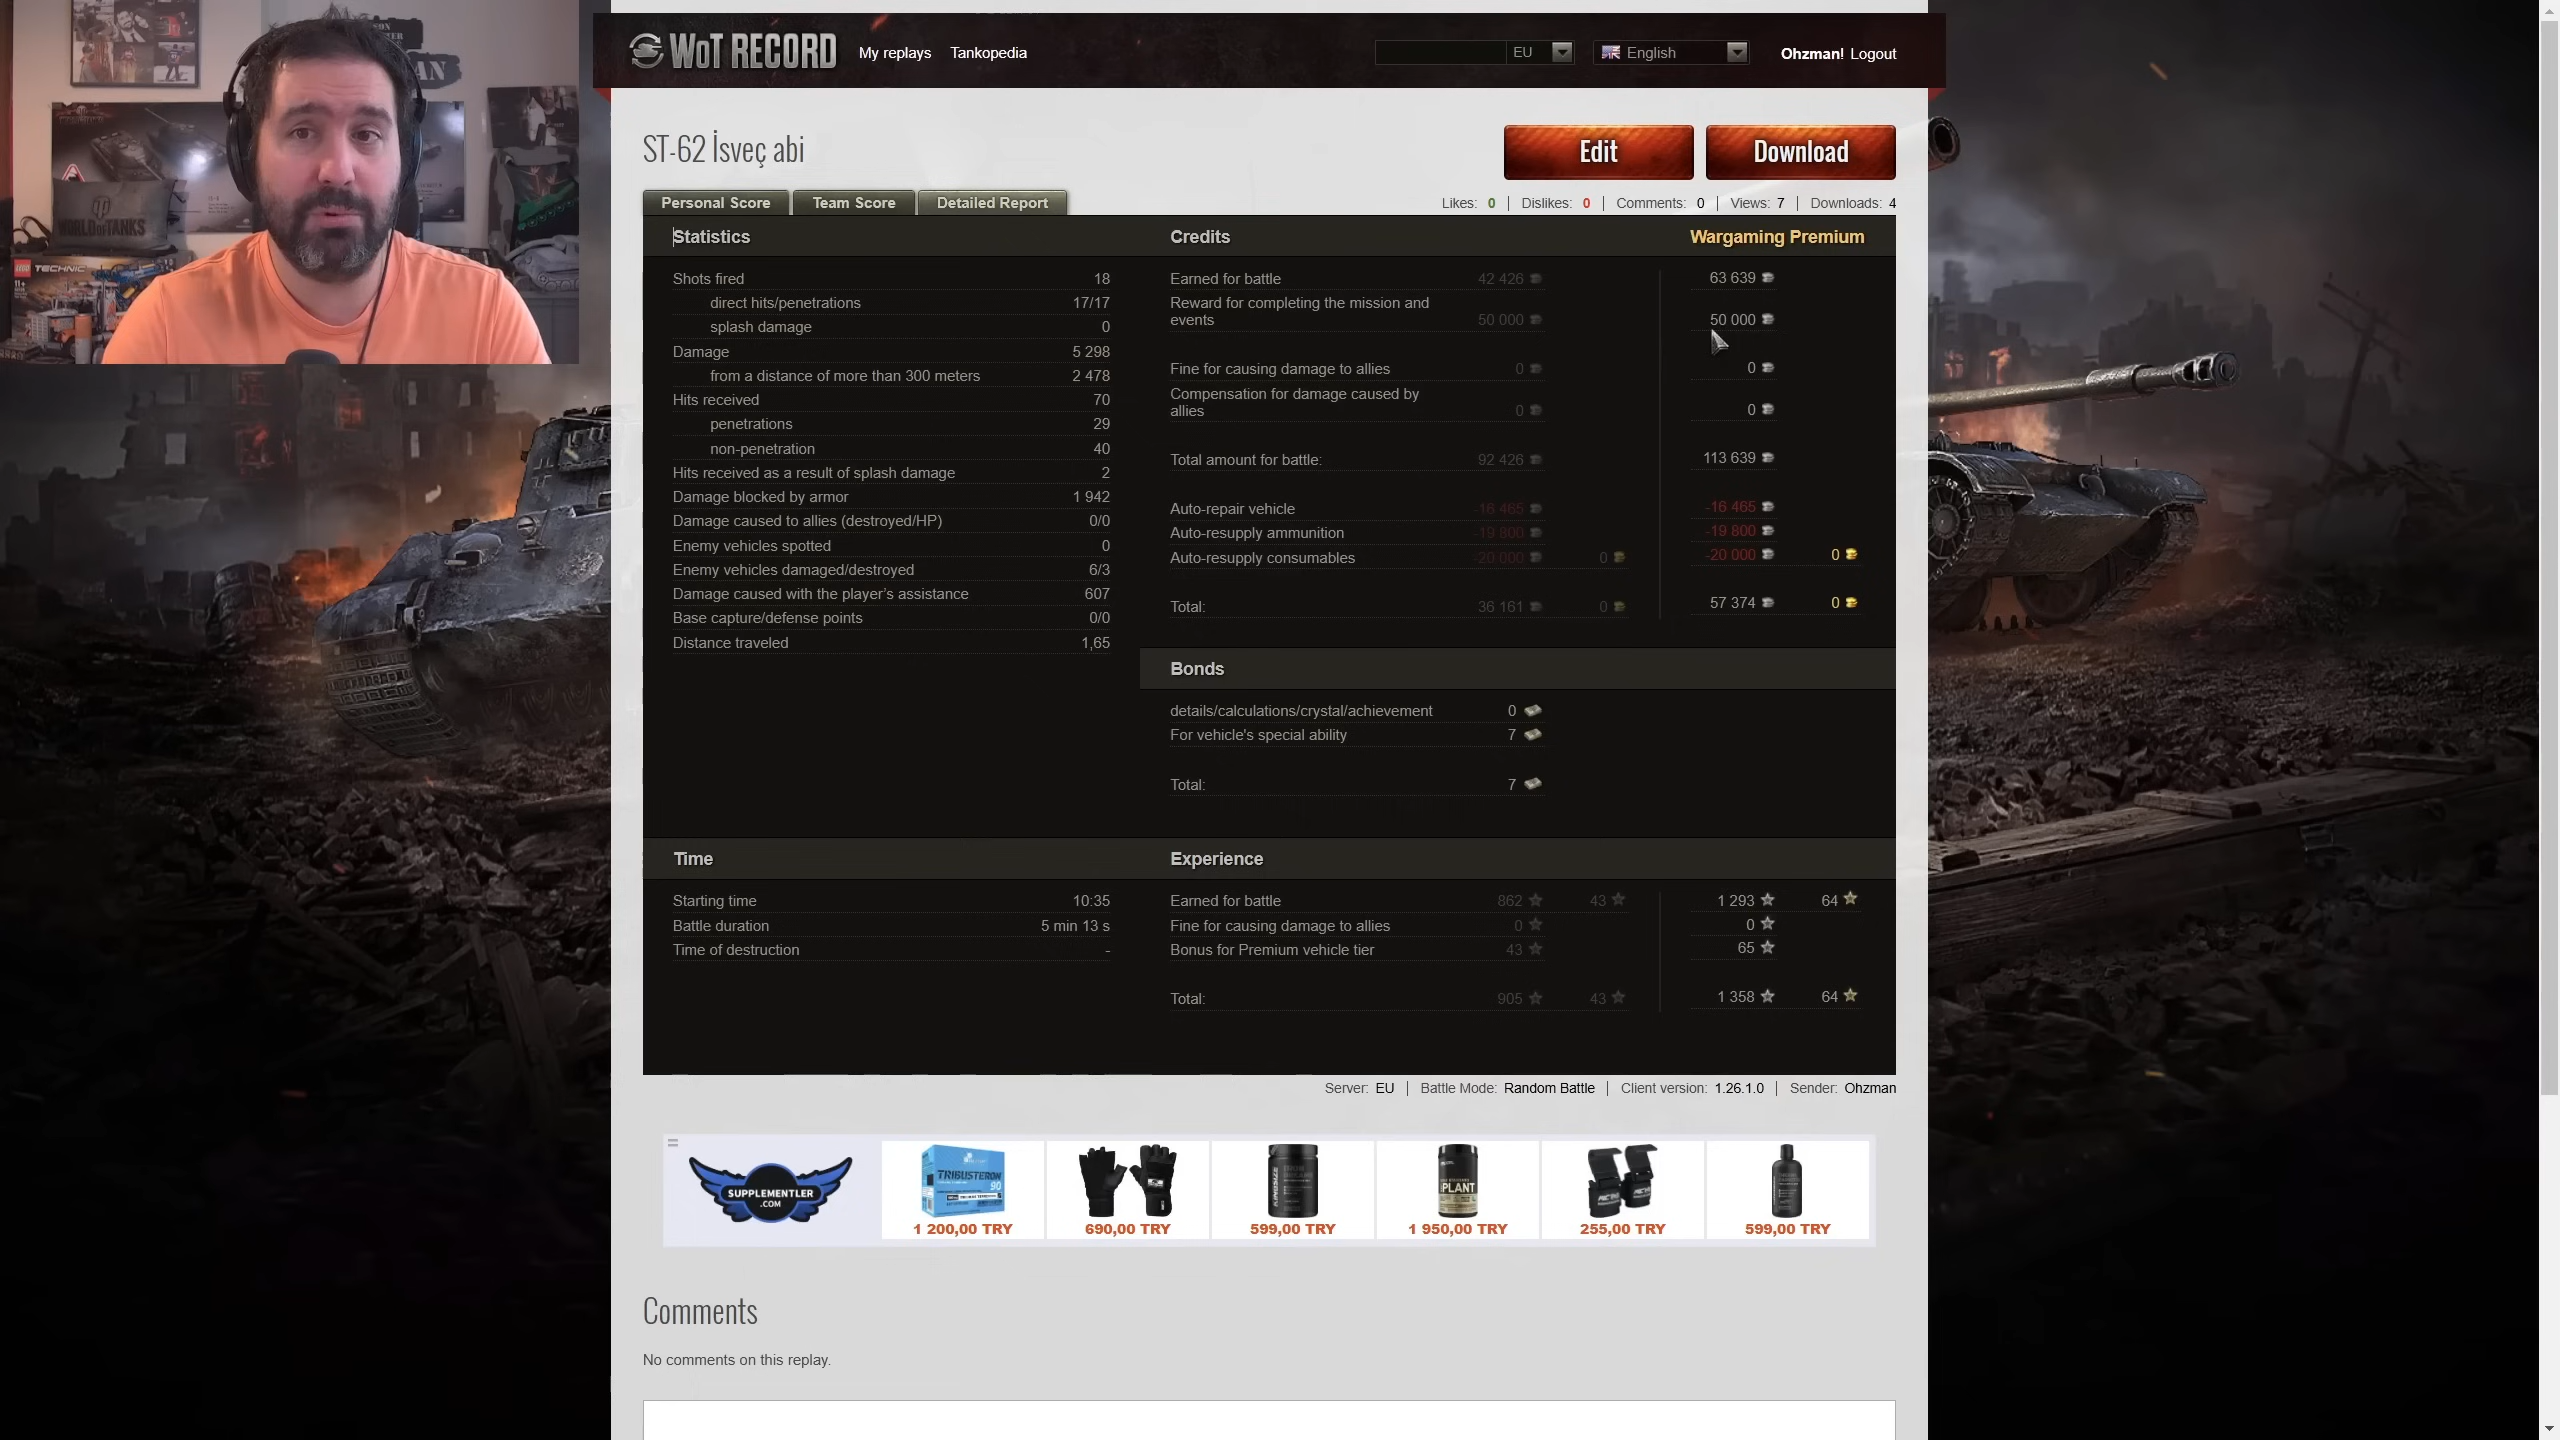 WoT RECORD
My replays
Tankopedia
EU
English
Ohzman! Logout
ST-62 İsveç abi
Edit
Download
Personal Score
Team Score
Detailed Report
Likes: 0 | Dislikes: 0 | Comments: 0 | Views: 7 | Downloads: 4
Statistics
Shots fired 18
direct hits/penetrations 17/17
splash damage 0
Damage 5 298
from a distance of more than 300 meters 2 478
Hits received 70
penetrations 29
non-penetration 40
Hits received as a result of splash damage 2
Damage blocked by armor 1 942
Damage caused to allies (destroyed/HP) 0/0
Enemy vehicles spotted 0
Enemy vehicles damaged/destroyed 6/3
Damage caused with the player's assistance 607
Base capture/defense points 0/0
Distance traveled 1,65
Credits Wargaming Premium
Earned for battle 42 426 63 639
Reward for completing the mission and
events 50 000 50 000
Fine for causing damage to allies 0 0
Compensation for damage caused by
allies 0 0
Total amount for battle: 92 426 113 639
Auto-repair vehicle -16 465 -16 465
Auto-resupply ammunition -19 800 -19 800
Auto-resupply consumables -20 000 0 -20 000 0
Total: 36 161 0 57 374 0
Bonds
details/calculations/crystal/achievement 0
For vehicle's special ability 7
Total: 7
Time
Starting time 10:35
Battle duration 5 min 13 s
Time of destruction -
Experience
Earned for battle 862 43 1 293 64
Fine for causing damage to allies 0 0
Bonus for Premium vehicle tier 43 65
Total: 905 43 1 358 64
Server: EU | Battle Mode: Random Battle | Client version: 1.26.1.0 | Sender: Ohzman
SUPPLEMENTLER
.COM
TRIBUSTERON
90
PLANT
1 200,00 TRY
690,00 TRY
599,00 TRY
1 950,00 TRY
255,00 TRY
599,00 TRY
Comments
No comments on this replay.
WORLD OF TANKS
LEGO TECHNIC
11+
AN